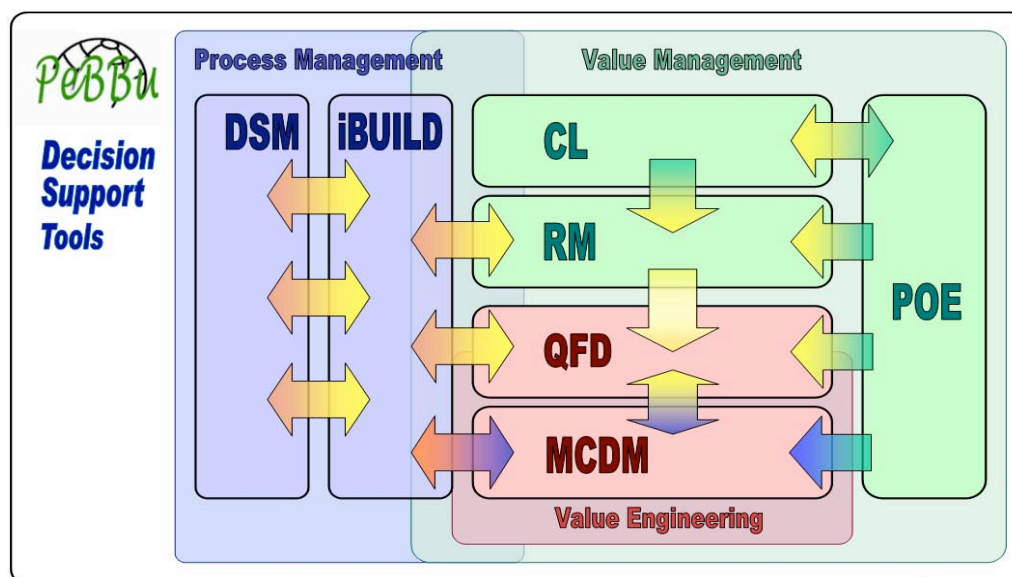 PeBBu
Decision
Support
Tools
Process Management
Value Management
DSM
iBUILD
CL
RM
QFD
MCDM
POE
Value Engineering